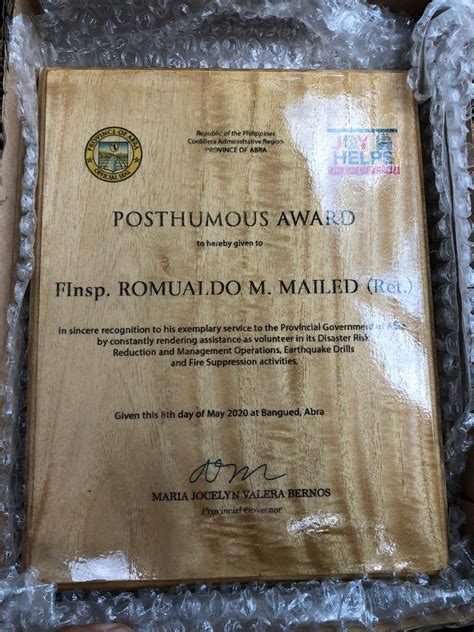 PROVINCE OF ABRA
OFFICIAL SEAL
Republic of the Philippines
Cordillera Administrative Region
PROVINCE OF ABRA
HELPS
POSTHUMOUS AWARD
to hereby given to
FInsp. ROMUALDO M. MAILED (Ret.)
In sincere recognition to his exemplary service to the Provincial Government of
by constantly rendering assistance as volunteer in its Disaster Risk
Reduction and Management Operations, Earthquake Drills
and Fire Suppression activities.
Given this 8th day of May 2020 at Bangued, Abra
MARIA JOCELYN VALERA BERNOS
Provincial Governor